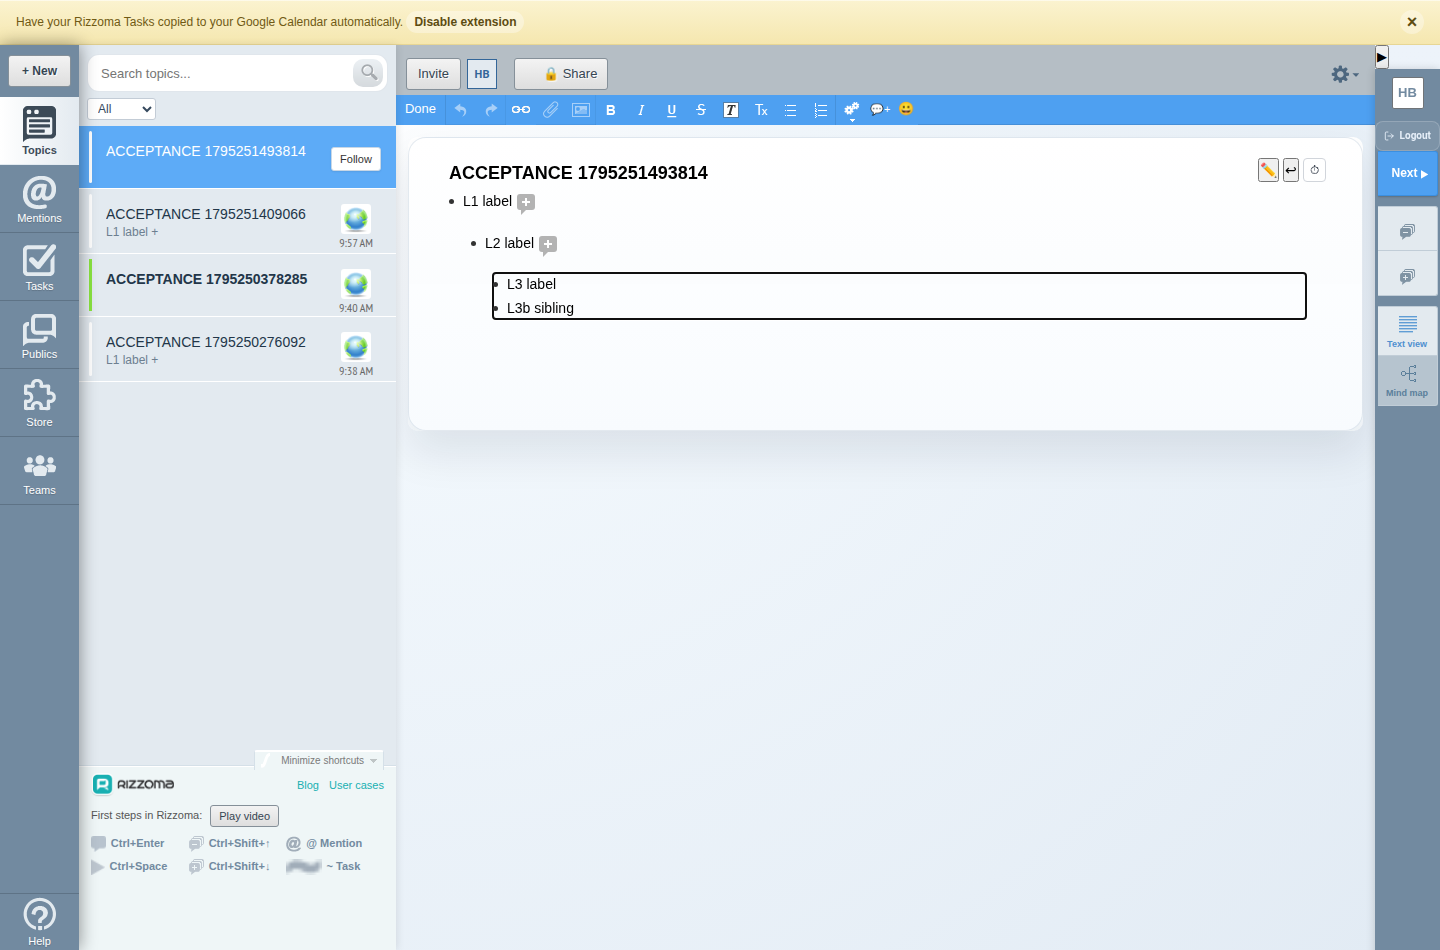 Have your Rizzoma Tasks copied to your Google Calendar automatically. Disable extension ×
+ New
Topics
Mentions
Tasks
Publics
Store
Teams
Help
Search topics...
All
ACCEPTANCE 1795251493814 Follow
ACCEPTANCE 1795251409066
L1 label +
9:57 AM
ACCEPTANCE 1795250378285
9:40 AM
ACCEPTANCE 1795250276092
L1 label +
9:38 AM
Minimize shortcuts
RIZZOMA Blog User cases
First steps in Rizzoma: Play video
Ctrl+Enter Ctrl+Shift+↑ @ Mention
Ctrl+Space Ctrl+Shift+↓ ~ Task
Invite HB 🔒 Share
Done B I U S T Tx 💬+ 😀
ACCEPTANCE 1795251493814
• L1 label +
• L2 label +
• L3 label
• L3b sibling
HB
Logout
Next ▶
Text view
Mind map